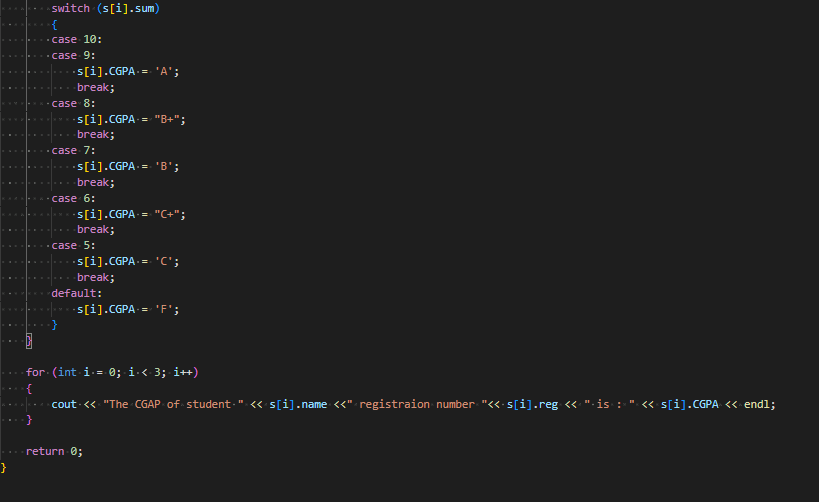 switch (s[i].sum)
{
case 10:
case 9:
s[i].CGPA = 'A';
break;
case 8:
s[i].CGPA = "B+";
break;
case 7:
s[i].CGPA = 'B';
break;
case 6:
s[i].CGPA = "C+";
break;
case 5:
s[i].CGPA = 'C';
break;
default:
s[i].CGPA = 'F';
}
}
for (int i = 0; i < 3; i++)
{
cout << "The CGAP of student " << s[i].name <<" registraion number "<< s[i].reg << " is : " << s[i].CGPA << endl;
}
return 0;
}